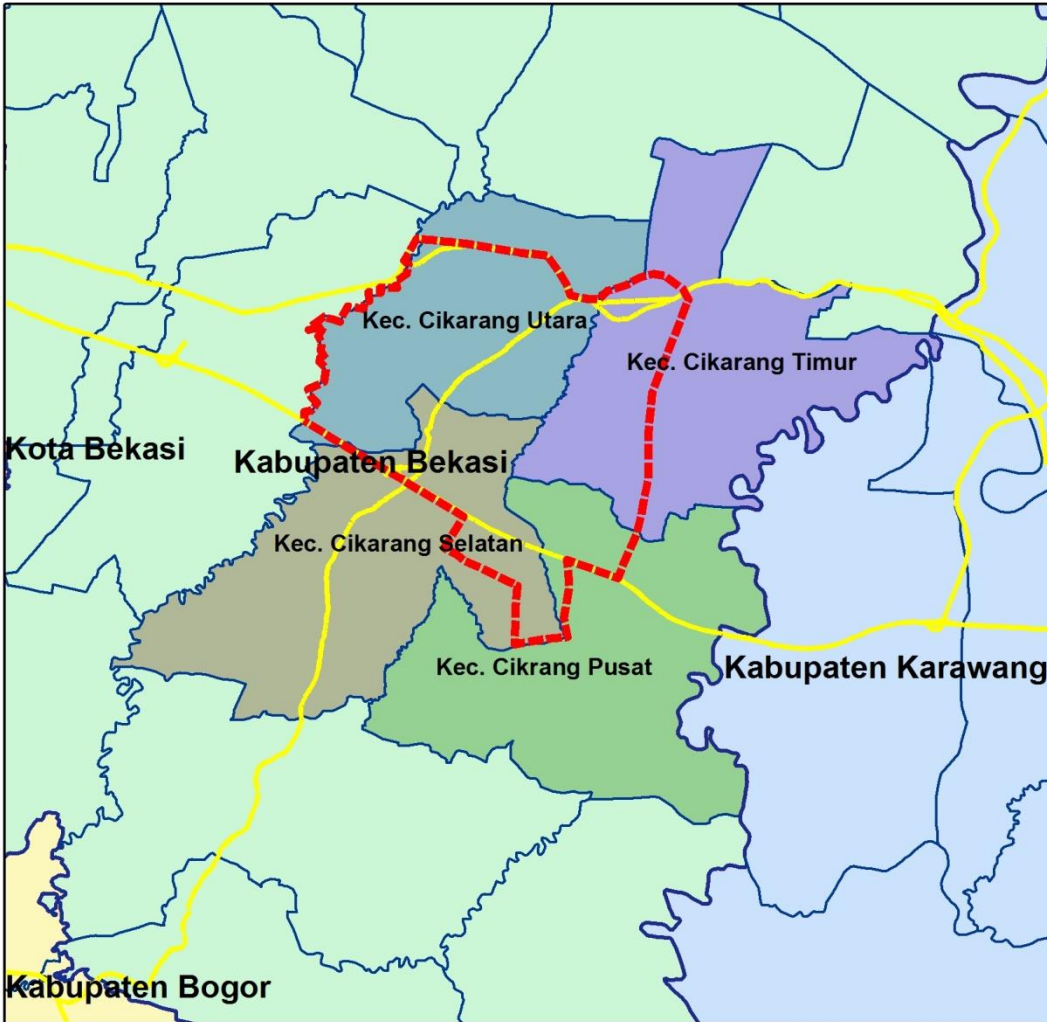 Kec. Cikarang Utara
Kec. Cikarang Timur
Kota Bekasi
Kabupaten Bekasi
Kec. Cikarang Selatan
Kec. Cikrang Pusat
Kabupaten Karawang
Kabupaten Bogor